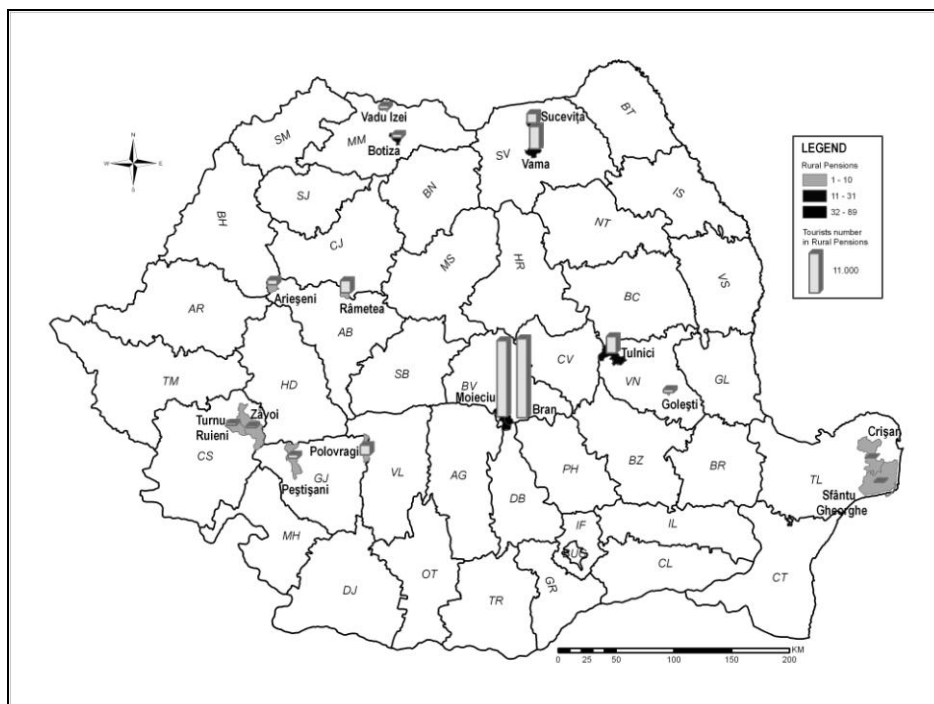 N
W
E
S
BT
SM
Vadu Izei
MM
Botiza
Sucevița
SV
Vama
LEGEND
Rural Pensions
1 - 10
11 - 31
32 - 89
Tourists number
in Rural Pensions
11.000
SJ
BN
IS
BH
NT
CJ
MS
HR
VS
BC
Arieșeni
Râmetea
AR
AB
Tulnici
CV
SB
BV
VN
GL
TM
HD
Moieciu
Bran
Golești
Zăvoi
Turnu
Ruieni
Crișan
CS
Polovragi
GJ
VL
AG
PH
BZ
BR
TL
Peștișani
Sfântu
Gheorghe
DB
MH
IF
IL
BUC
CL
CT
DJ
OT
TR
GR
KM
0 10 25 50 100 150 200